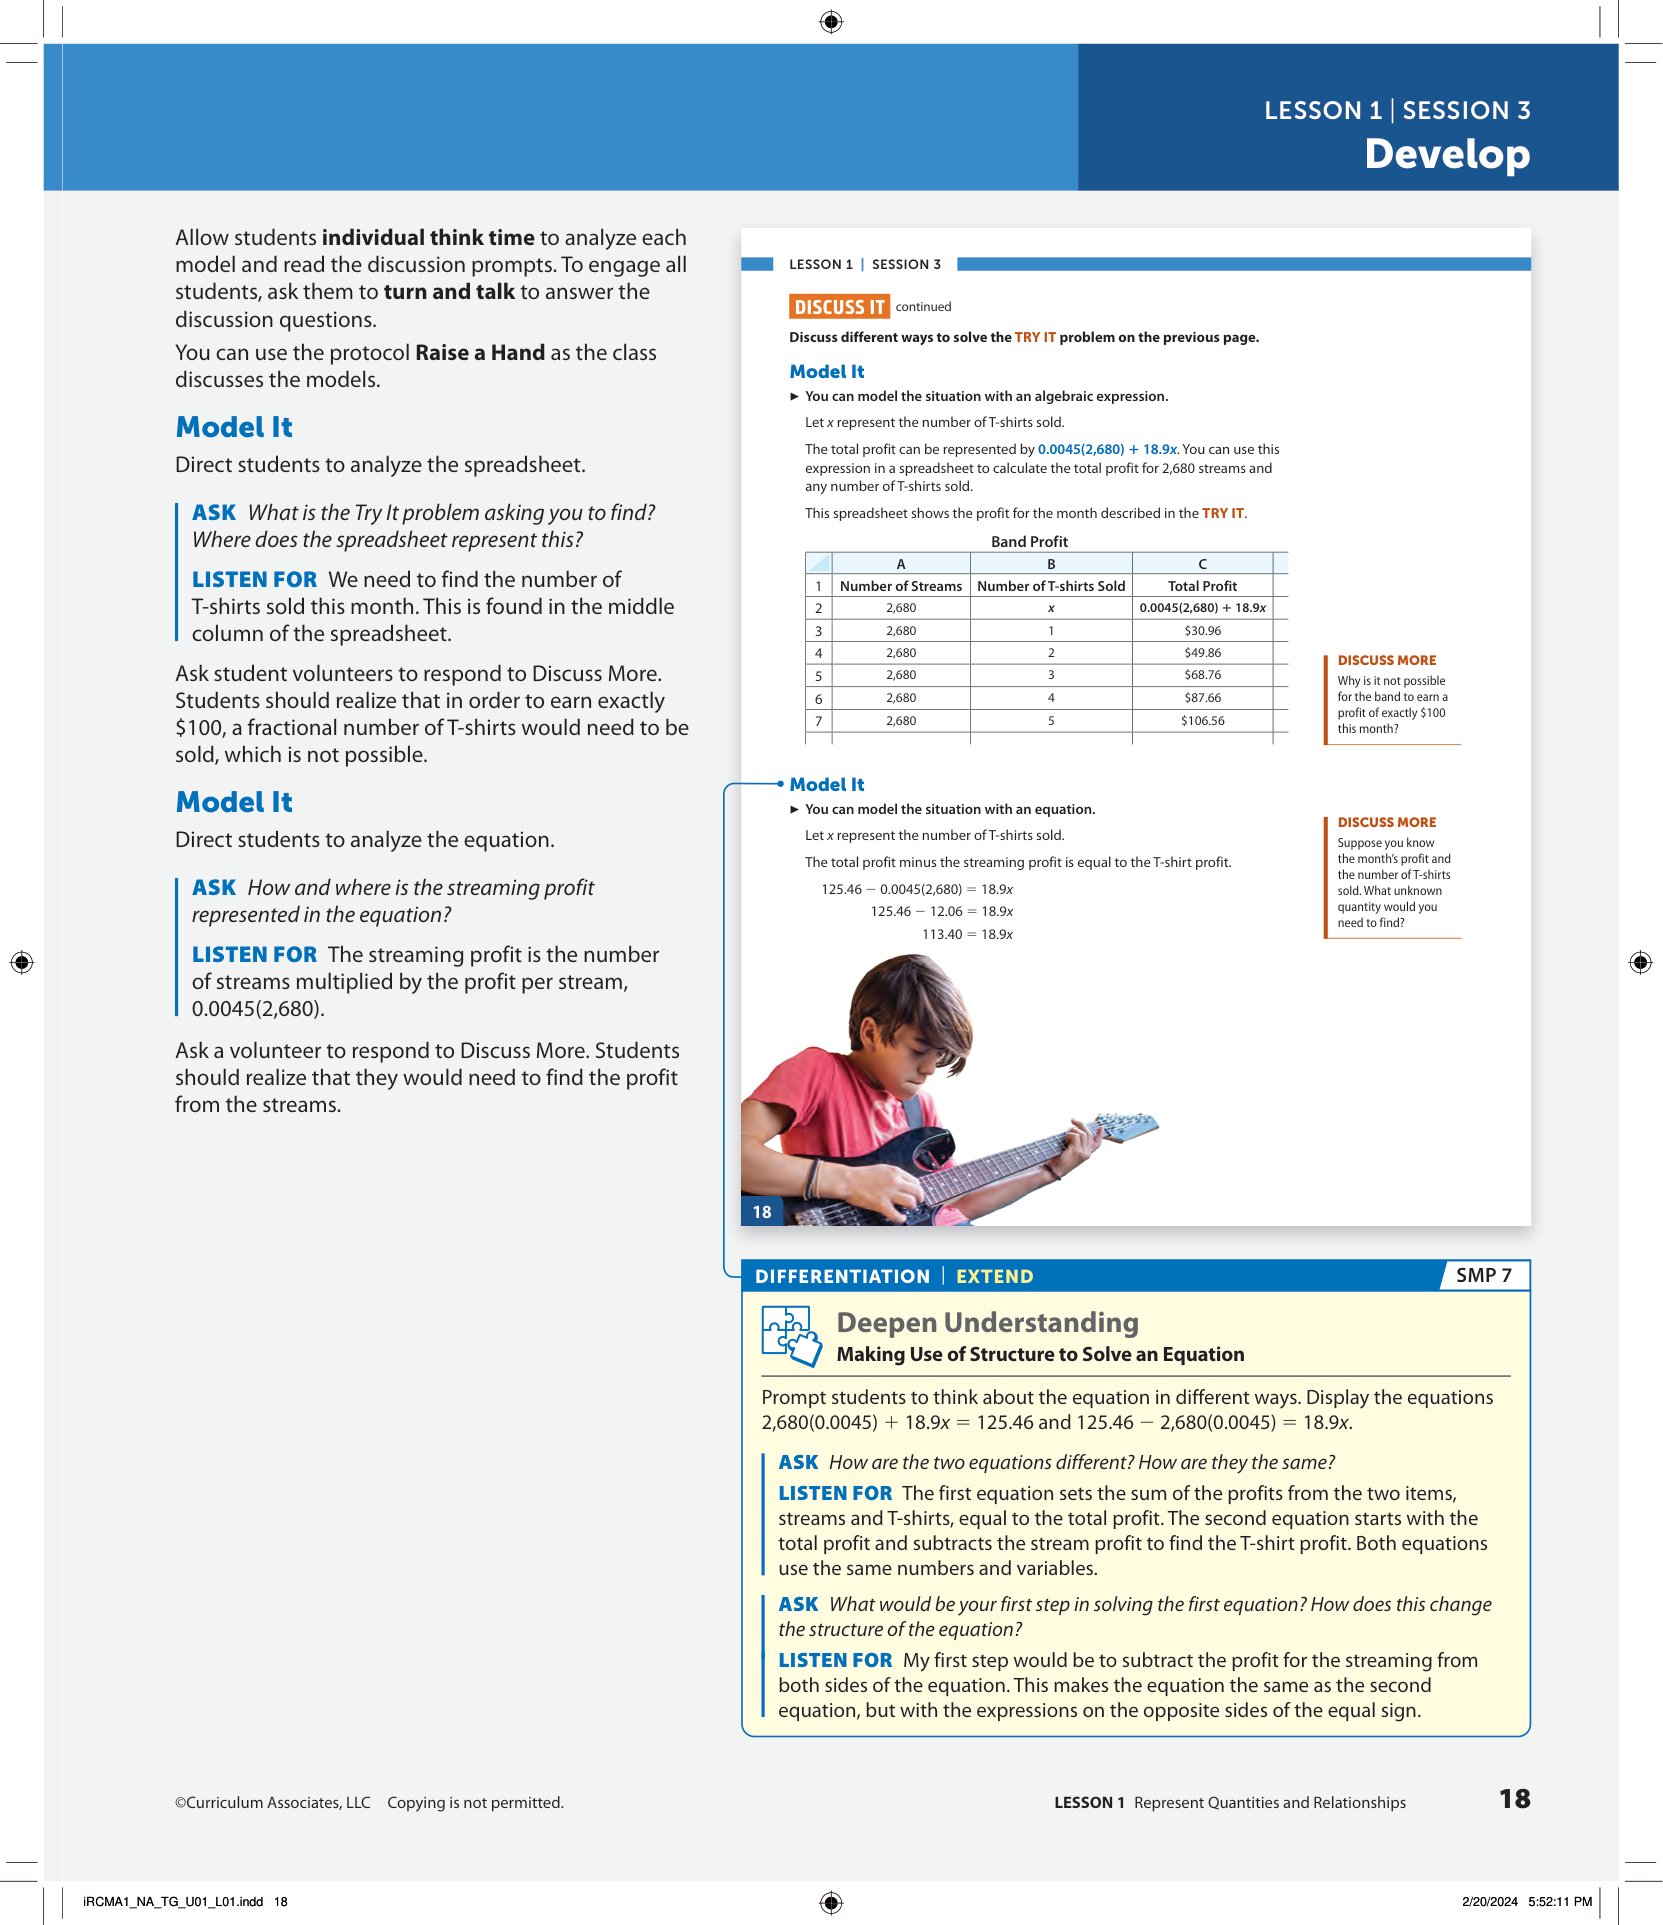 LESSON 1 | SESSION 3
Develop
Allow students individual think time to analyze each
model and read the discussion prompts. To engage all
students, ask them to turn and talk to answer the
discussion questions.
You can use the protocol Raise a Hand as the class
discusses the models.
Model It
Direct students to analyze the spreadsheet.
ASK What is the Try It problem asking you to find?
Where does the spreadsheet represent this?
LISTEN FOR We need to find the number of
T-shirts sold this month. This is found in the middle
column of the spreadsheet.
Ask student volunteers to respond to Discuss More.
Students should realize that in order to earn exactly
$100, a fractional number of T-shirts would need to be
sold, which is not possible.
Model It
Direct students to analyze the equation.
ASK How and where is the streaming profit
represented in the equation?
LISTEN FOR The streaming profit is the number
of streams multiplied by the profit per stream,
0.0045(2,680).
Ask a volunteer to respond to Discuss More. Students
should realize that they would need to find the profit
from the streams.
LESSON 1 | SESSION 3
DISCUSS IT continued
Discuss different ways to solve the TRY IT problem on the previous page.
Model It
► You can model the situation with an algebraic expression.
Let x represent the number of T-shirts sold.
The total profit can be represented by 0.0045(2,680) + 18.9x. You can use this
expression in a spreadsheet to calculate the total profit for 2,680 streams and
any number of T-shirts sold.
This spreadsheet shows the profit for the month described in the TRY IT.
Band Profit
A B C
1 Number of Streams Number of T-shirts Sold Total Profit
2 2,680 x 0.0045(2,680) + 18.9x
3 2,680 1 $30.96
4 2,680 2 $49.86
5 2,680 3 $68.76
6 2,680 4 $87.66
7 2,680 5 $106.56
DISCUSS MORE
Why is it not possible
for the band to earn a
profit of exactly $100
this month?
Model It
► You can model the situation with an equation.
Let x represent the number of T-shirts sold.
The total profit minus the streaming profit is equal to the T-shirt profit.
125.46 − 0.0045(2,680) = 18.9x
125.46 − 12.06 = 18.9x
113.40 = 18.9x
DISCUSS MORE
Suppose you know
the month's profit and
the number of T-shirts
sold. What unknown
quantity would you
need to find?
18
DIFFERENTIATION | EXTEND
SMP 7
Deepen Understanding
Making Use of Structure to Solve an Equation
Prompt students to think about the equation in different ways. Display the equations
2,680(0.0045) + 18.9x = 125.46 and 125.46 − 2,680(0.0045) = 18.9x.
ASK How are the two equations different? How are they the same?
LISTEN FOR The first equation sets the sum of the profits from the two items,
streams and T-shirts, equal to the total profit. The second equation starts with the
total profit and subtracts the stream profit to find the T-shirt profit. Both equations
use the same numbers and variables.
ASK What would be your first step in solving the first equation? How does this change
the structure of the equation?
LISTEN FOR My first step would be to subtract the profit for the streaming from
both sides of the equation. This makes the equation the same as the second
equation, but with the expressions on the opposite sides of the equal sign.
©Curriculum Associates, LLC Copying is not permitted.
LESSON 1 Represent Quantities and Relationships
18
iRCMA1_NA_TG_U01_L01.indd 18
2/20/2024 5:52:11 PM